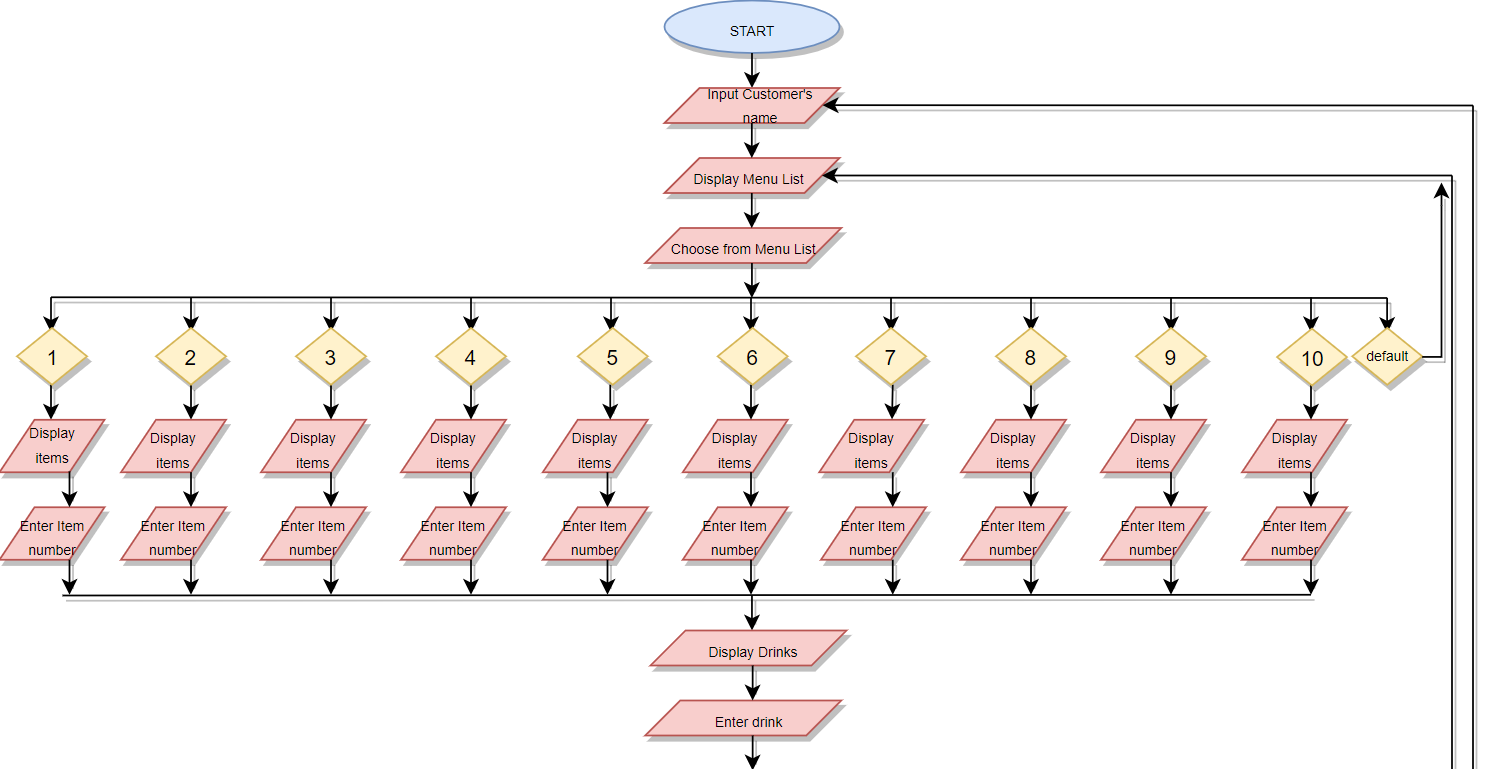 START
Input Customer's
name
Display Menu List
Choose from Menu List
1 2 3 4 5 6 7 8 9 10 default
Display Display Display Display Display Display Display Display Display Display
items items items items items items items items items items
Enter Item Enter Item Enter Item Enter Item Enter Item Enter Item Enter Item Enter Item Enter Item Enter Item
number number number number number number number number number number
Display Drinks
Enter drink